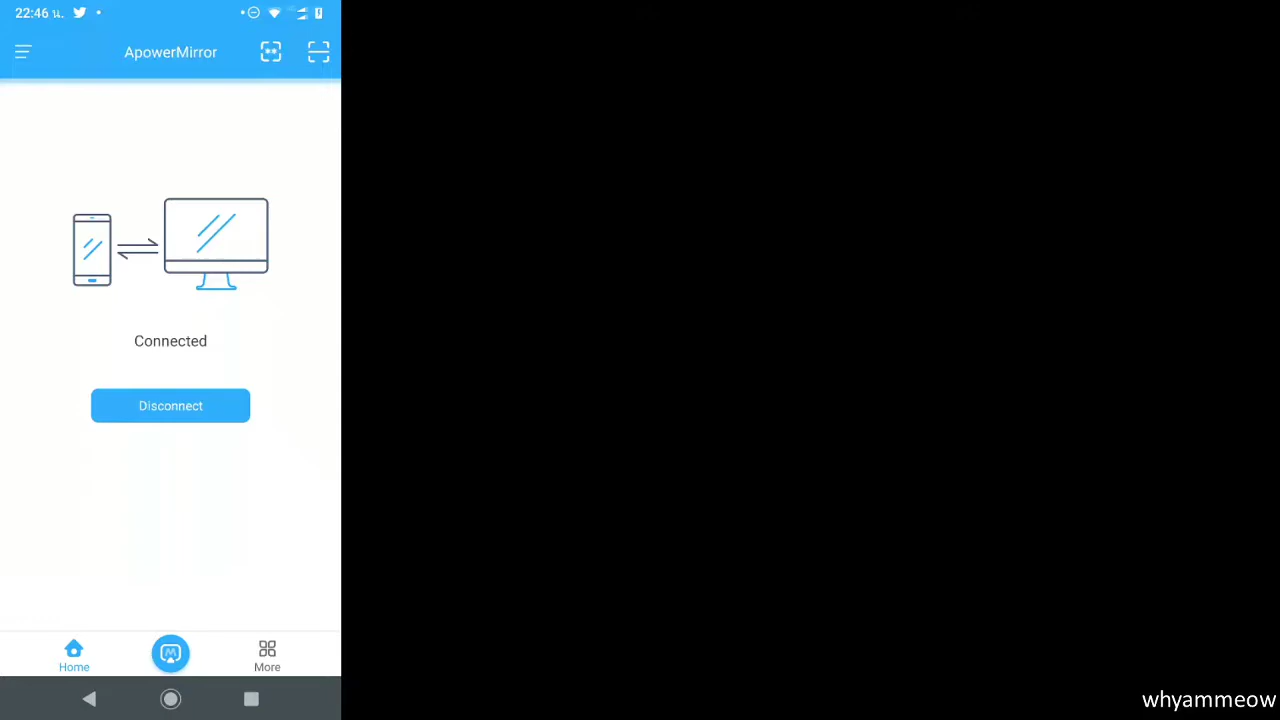 22:46 น.
ApowerMirror
Connected
Disconnect
Home
More
whyammeow